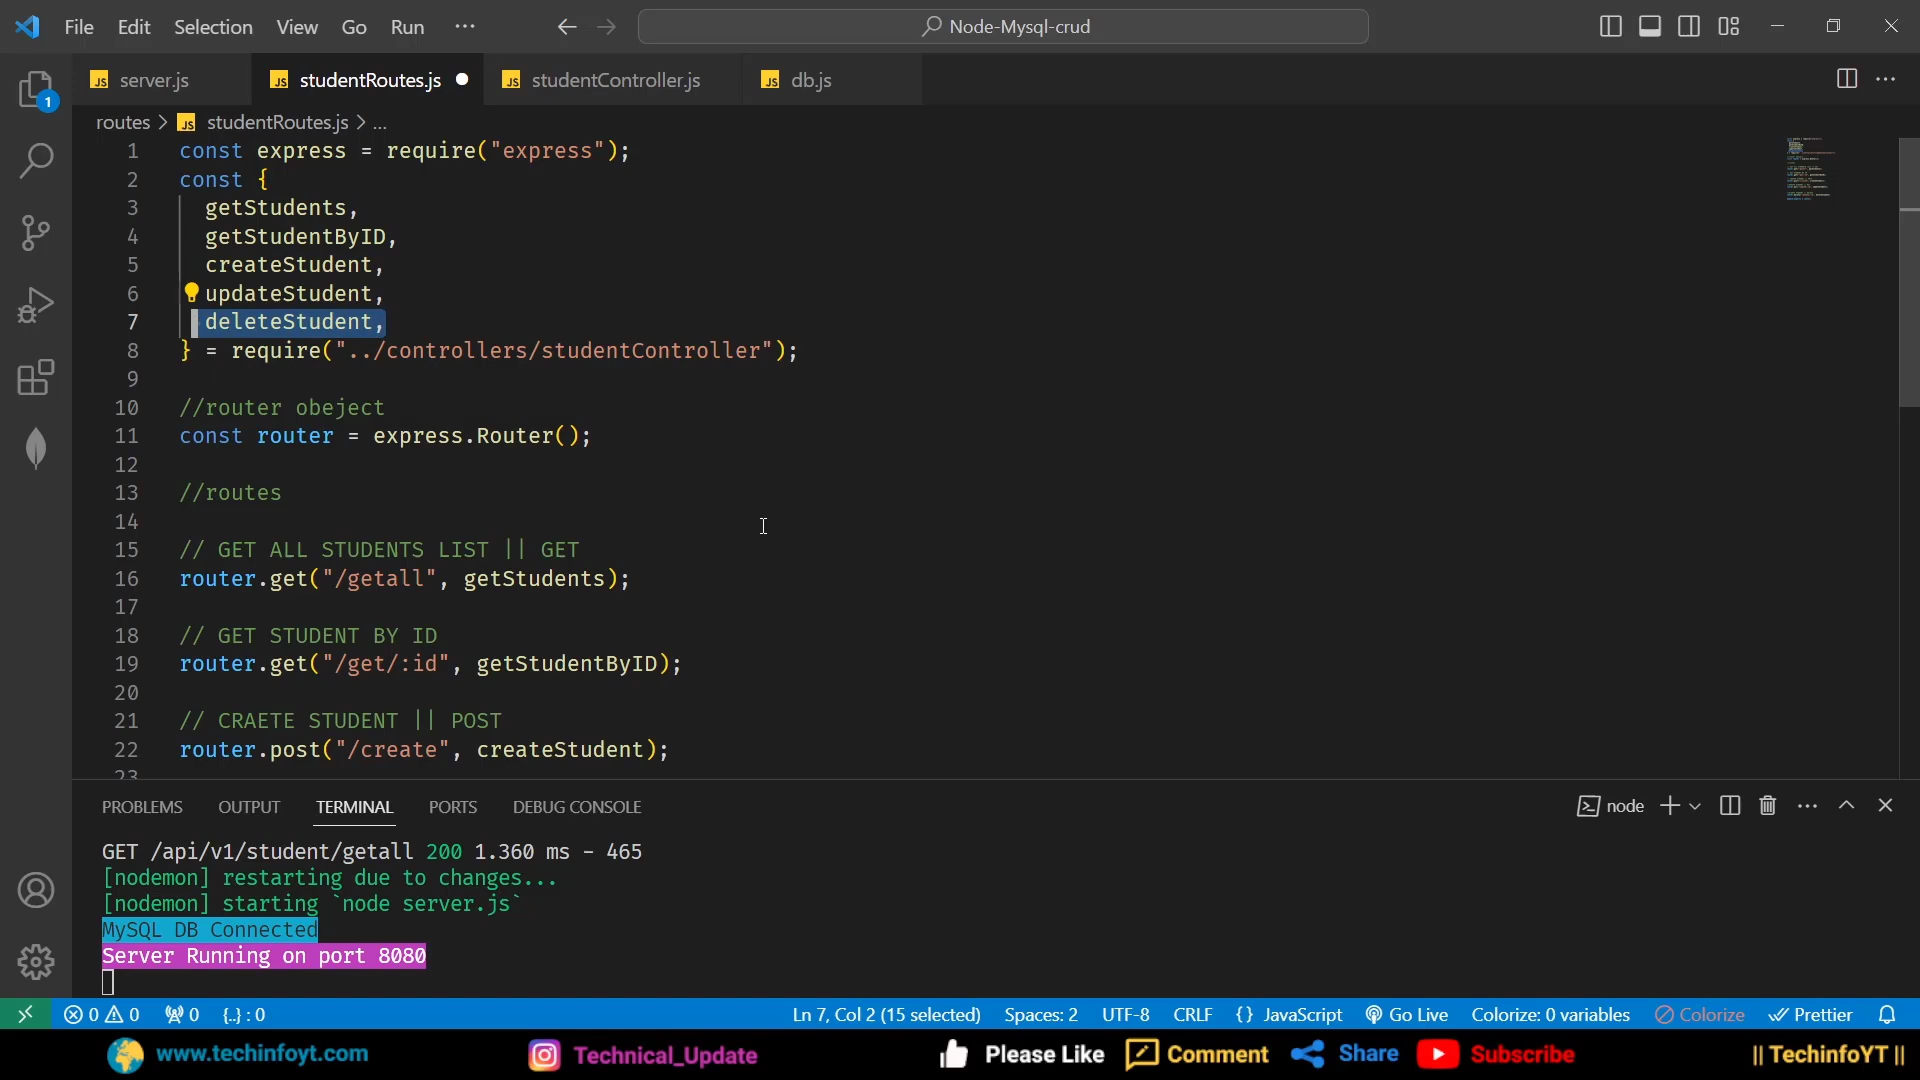 File Edit Selection View Go Run ··· Node-Mysql-crud
JS server.js JS studentRoutes.js JS studentController.js JS db.js
1
routes > JS studentRoutes.js > ...
1 const express = require("express");
2 const {
3 getStudents,
4 getStudentByID,
5 createStudent,
6 updateStudent,
7 deleteStudent,
8 } = require("../controllers/studentController");
9
10 //router obeject
11 const router = express.Router();
12
13 //routes
14
15 // GET ALL STUDENTS LIST || GET
16 router.get("/getall", getStudents);
17
18 // GET STUDENT BY ID
19 router.get("/get/:id", getStudentByID);
20
21 // CRAETE STUDENT || POST
22 router.post("/create", createStudent);
23
PROBLEMS OUTPUT TERMINAL PORTS DEBUG CONSOLE node
GET /api/v1/student/getall 200 1.360 ms - 465
[nodemon] restarting due to changes...
[nodemon] starting `node server.js`
MySQL DB Connected
Server Running on port 8080
0 0 0 {..} : 0 Ln 7, Col 2 (15 selected) Spaces: 2 UTF-8 CRLF {} JavaScript Go Live Colorize: 0 variables Colorize Prettier
www.techinfoyt.com Technical_Update Please Like Comment Share Subscribe || TechinfoYT ||